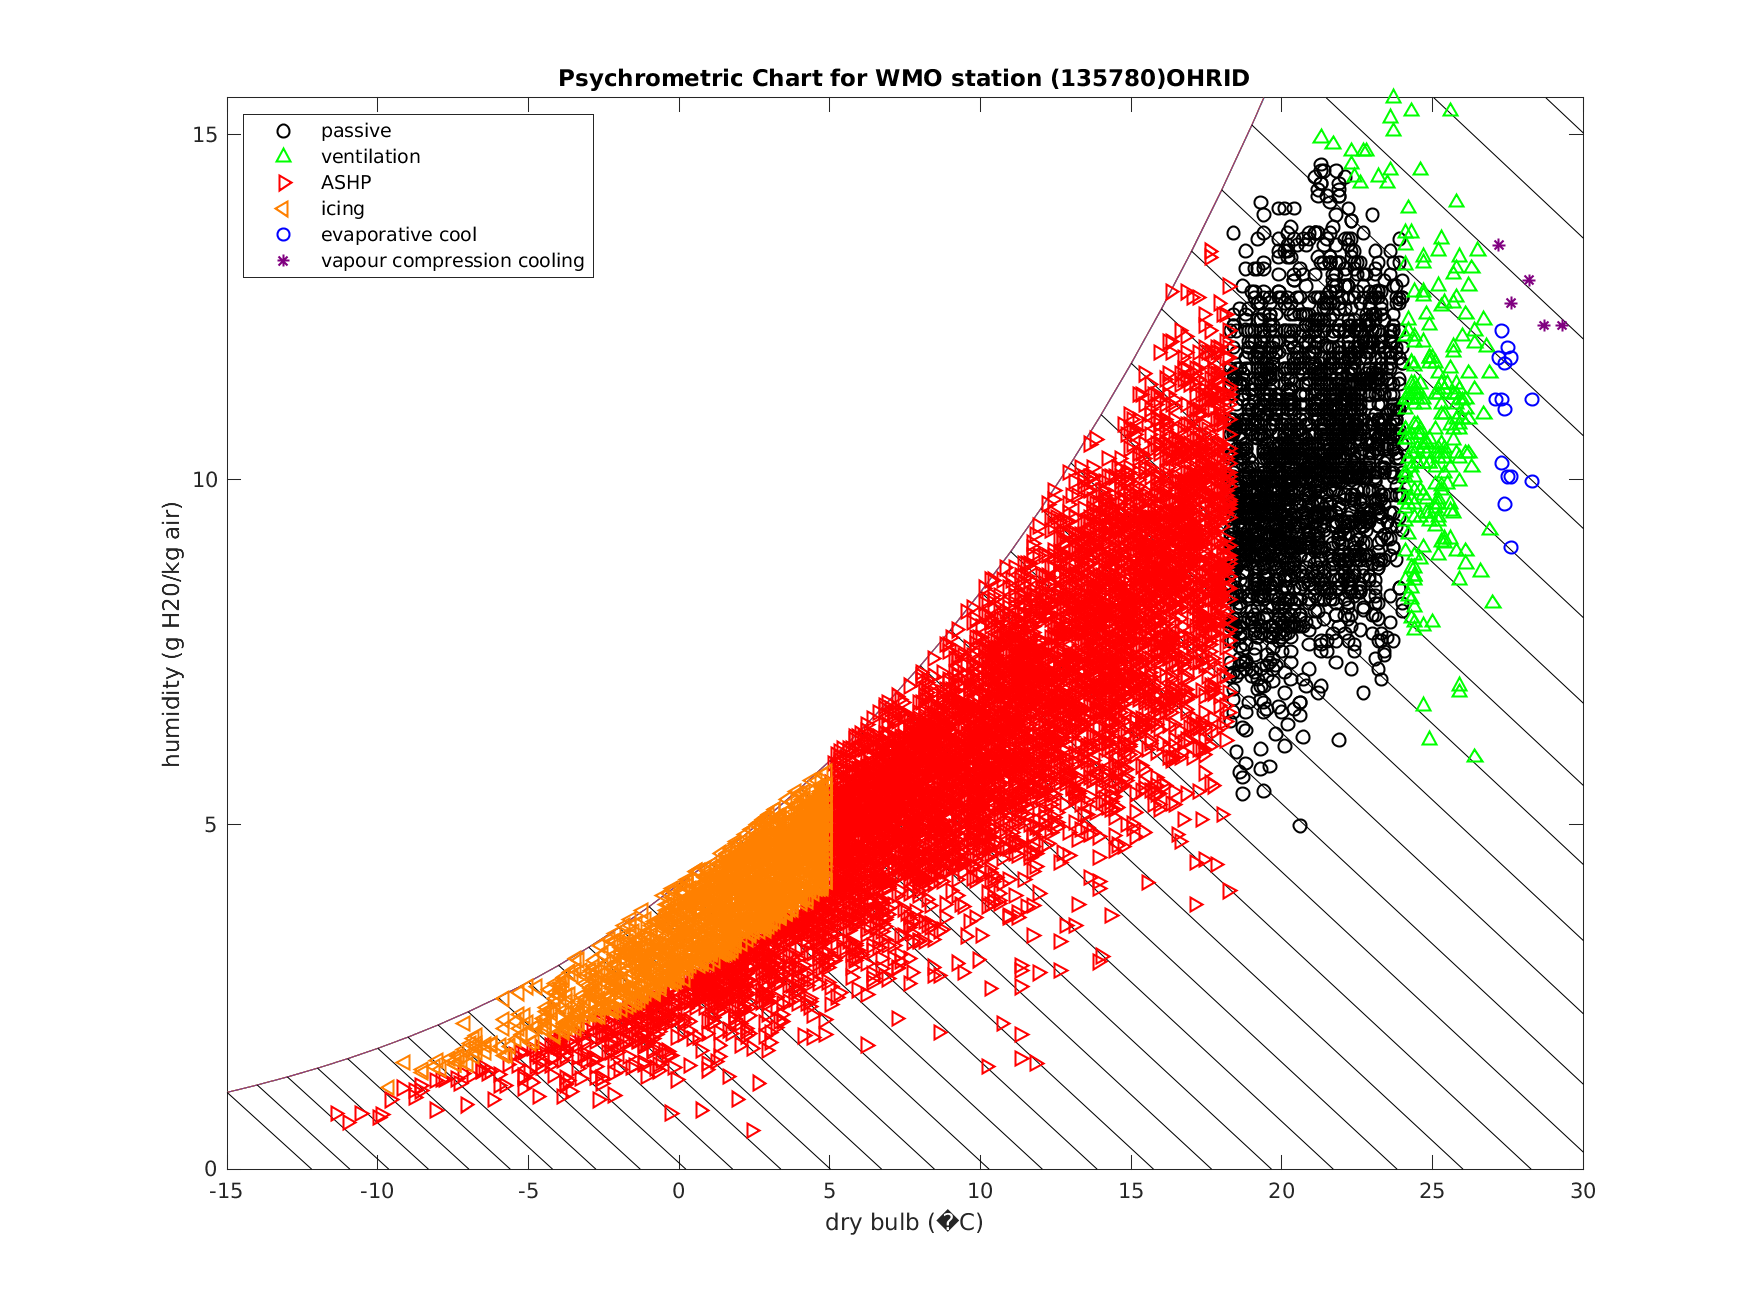 Psychrometric Chart for WMO station (135780)OHRID
passive
ventilation
ASHP
icing
evaporative cool
vapour compression cooling
15
10
5
0
humidity (g H20/kg air)
-15 -10 -5 0 5 10 15 20 25 30
dry bulb (�C)